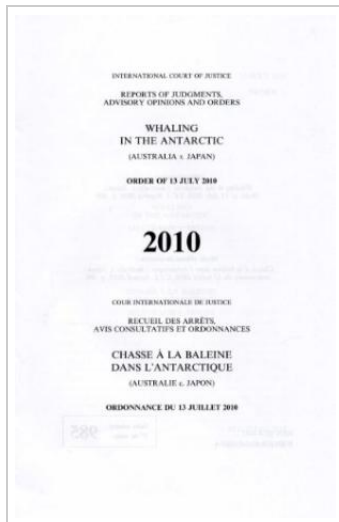 INTERNATIONAL COURT OF JUSTICE
REPORTS OF JUDGMENTS,
ADVISORY OPINIONS AND ORDERS
WHALING
IN THE ANTARCTIC
(AUSTRALIA v. JAPAN)
ORDER OF 13 JULY 2010
2010
COUR INTERNATIONALE DE JUSTICE
RECUEIL DES ARRÊTS,
AVIS CONSULTATIFS ET ORDONNANCES
CHASSE À LA BALEINE
DANS L'ANTARCTIQUE
(AUSTRALIE c. JAPON)
ORDONNANCE DU 13 JUILLET 2010
985